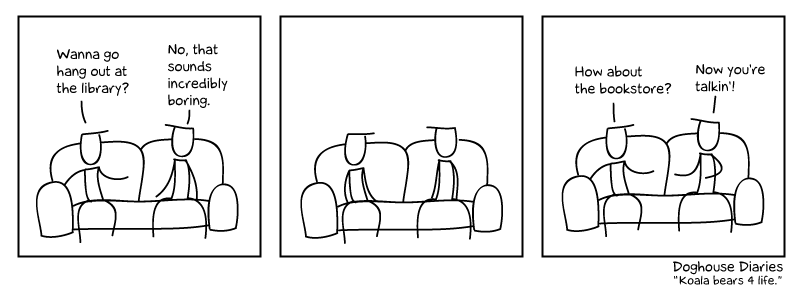 Wanna go
hang out at
the library?
No, that
sounds
incredibly
boring.
How about
the bookstore?
Now you're
talkin'!
Doghouse Diaries
"Koala bears 4 life."